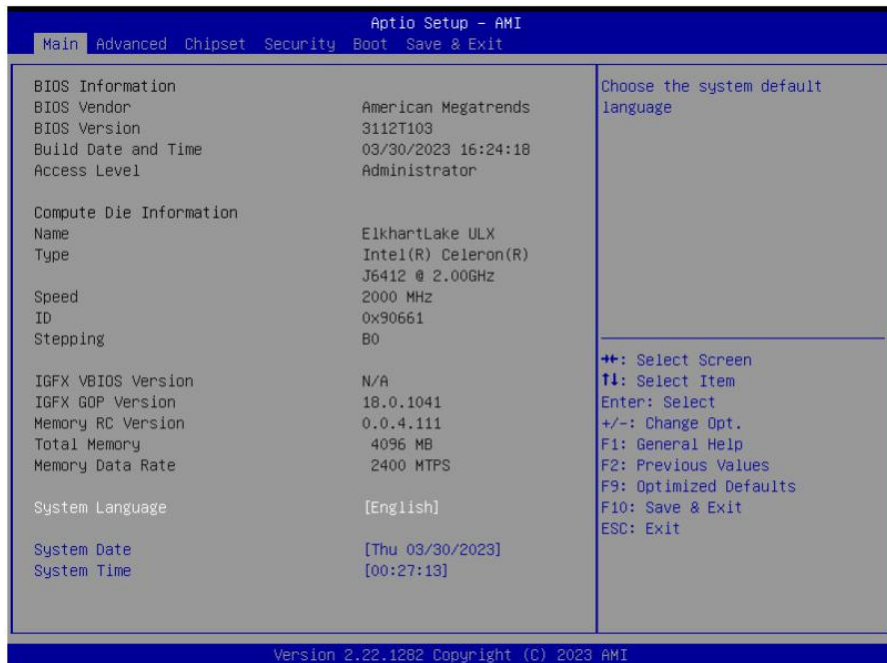 Aptio Setup – AMI
Main Advanced Chipset Security Boot Save & Exit
BIOS Information
BIOS Vendor American Megatrends
BIOS Version 3112T103
Build Date and Time 03/30/2023 16:24:18
Access Level Administrator
Compute Die Information
Name ElkhartLake ULX
Type Intel(R) Celeron(R)
J6412 @ 2.00GHz
Speed 2000 MHz
ID 0x90661
Stepping B0
IGFX VBIOS Version N/A
IGFX GOP Version 18.0.1041
Memory RC Version 0.0.4.111
Total Memory 4096 MB
Memory Data Rate 2400 MTPS
System Language [English]
System Date [Thu 03/30/2023]
System Time [00:27:13]
Choose the system default
language
→←: Select Screen
↑↓: Select Item
Enter: Select
+/-: Change Opt.
F1: General Help
F2: Previous Values
F9: Optimized Defaults
F10: Save & Exit
ESC: Exit
Version 2.22.1282 Copyright (C) 2023 AMI